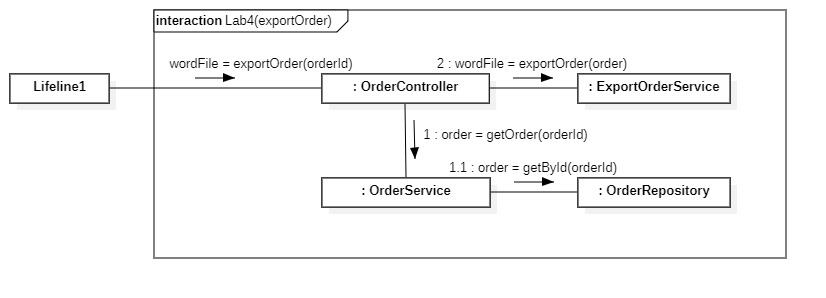 interaction Lab4(exportOrder)
wordFile = exportOrder(orderId)
2 : wordFile = exportOrder(order)
Lifeline1
: OrderController
: ExportOrderService
1 : order = getOrder(orderId)
1.1 : order = getById(orderId)
: OrderService
: OrderRepository